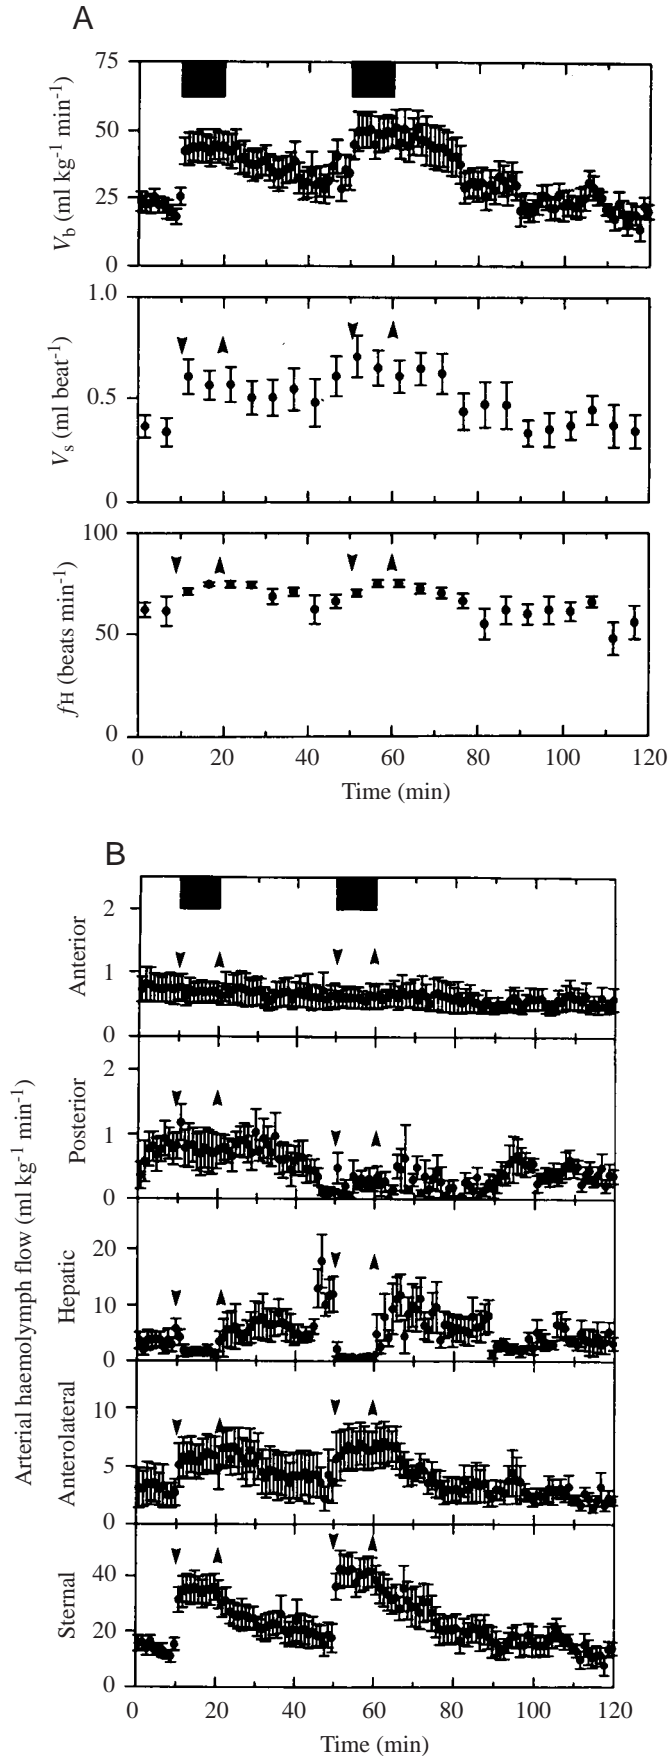 A
75
50
25
0
V_b (ml kg⁻¹ min⁻¹)
1.0
0.5
0
V_s (ml beat⁻¹)
100
50
0
f_H (beats min⁻¹)
0 20 40 60 80 100 120
Time (min)
B
2
1
0
Anterior
2
1
0
Posterior
20
10
0
Hepatic
10
5
0
Anterolateral
40
20
0
Sternal
Arterial haemolymph flow (ml kg⁻¹ min⁻¹)
0 20 40 60 80 100 120
Time (min)